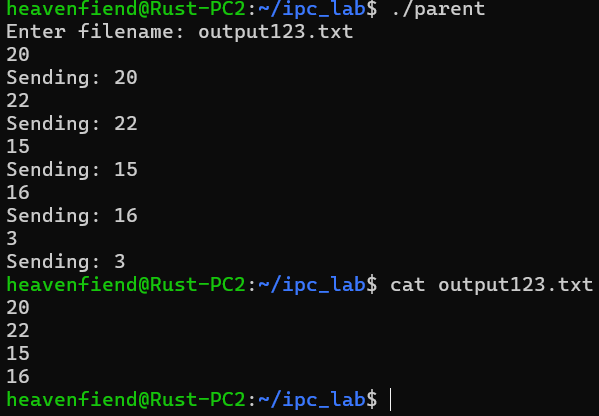 heavenfiend@Rust-PC2:~/ipc_lab$ ./parent
Enter filename: output123.txt
20
Sending: 20
22
Sending: 22
15
Sending: 15
16
Sending: 16
3
Sending: 3
heavenfiend@Rust-PC2:~/ipc_lab$ cat output123.txt
20
22
15
16
heavenfiend@Rust-PC2:~/ipc_lab$